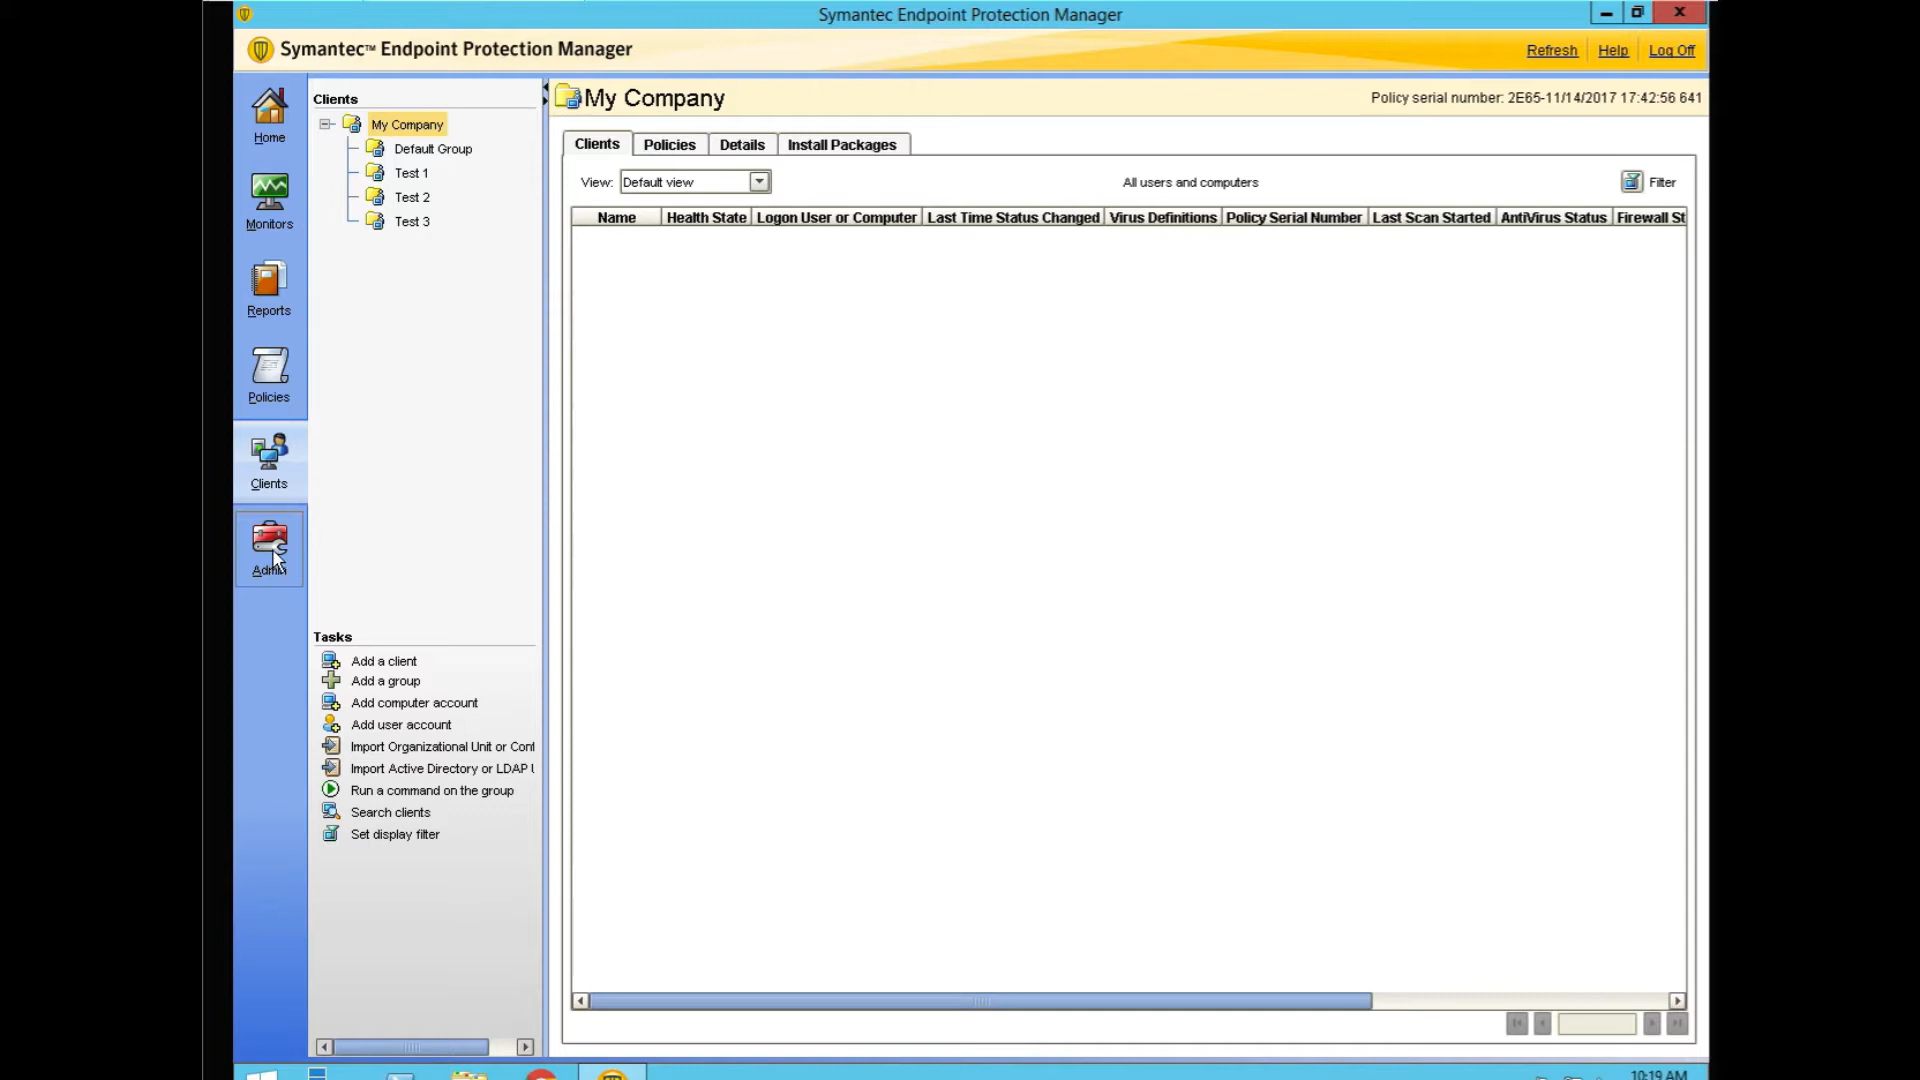 Symantec Endpoint Protection Manager
Symantec™ Endpoint Protection Manager
Refresh
Help
Log Off
Home
Monitors
Reports
Policies
Clients
Admin
Clients
My Company
Default Group
Test 1
Test 2
Test 3
Tasks
Add a client
Add a group
Add computer account
Add user account
Import Organizational Unit or Cont
Import Active Directory or LDAP U
Run a command on the group
Search clients
Set display filter
My Company
Policy serial number: 2E65-11/14/2017 17:42:56 641
Clients
Policies
Details
Install Packages
View:
Default view
All users and computers
Filter
Name
Health State
Logon User or Computer
Last Time Status Changed
Virus Definitions
Policy Serial Number
Last Scan Started
AntiVirus Status
Firewall St
10:19 AM